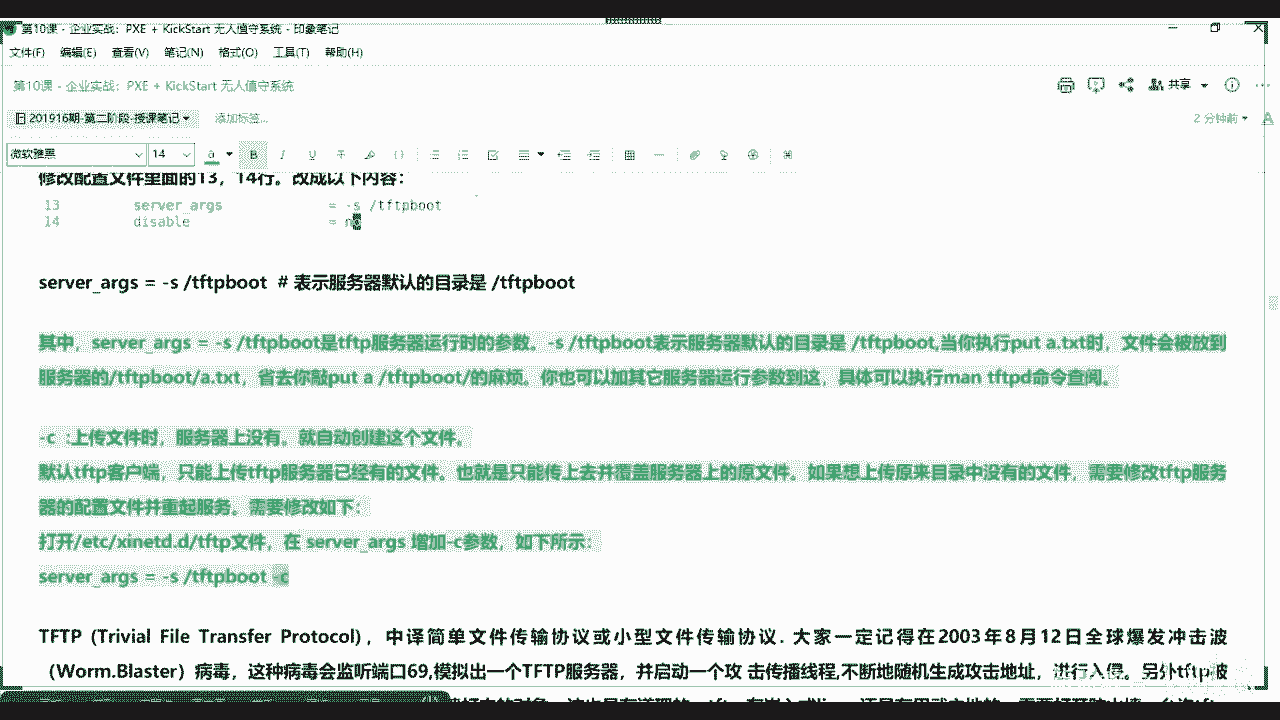 第10课 - 企业实战：PXE + KickStart 无人值守系统 - 印象笔记
文件(F) 编辑(E) 查看(V) 笔记(N) 格式(O) 工具(T) 帮助(H)
第10课 - 企业实战：PXE + KickStart 无人值守系统
共享
201916期-第二阶段-授课笔记
添加标签...
2 分钟前
微软雅黑 14
修改配置文件里面的13，14行。改成以下内容：
13 server_args = -s /tftpboot
14 disable = no
server_args = -s /tftpboot # 表示服务器默认的目录是 /tftpboot
其中，server_args = -s /tftpboot是tftp服务器运行时的参数。-s /tftpboot表示服务器默认的目录是 /tftpboot,当你执行put a.txt时，文件会被放到
服务器的/tftpboot/a.txt，省去你敲put a /tftpboot/的麻烦。你也可以加其它服务器运行参数到这，具体可以执行man tftpd命令查阅。
-c :上传文件时，服务器上没有。就自动创建这个文件。
默认tftp客户端，只能上传tftp服务器已经有的文件。也就是只能传上去并覆盖服务器上的原文件。如果想上传原来目录中没有的文件，需要修改tftp服务
器的配置文件并重起服务。需要修改如下：
打开/etc/xinetd.d/tftp文件，在 server_args 增加-c参数，如下所示：
server_args = -s /tftpboot -c
TFTP (Trivial File Transfer Protocol) ，中译简单文件传输协议或小型文件传输协议. 大家一定记得在2003年8月12日全球爆发冲击波
（Worm.Blaster）病毒，这种病毒会监听端口69,模拟出一个TFTP服务器，并启动一个攻 击传播线程,不断地随机生成攻击地址，进行入侵。另外tftp被